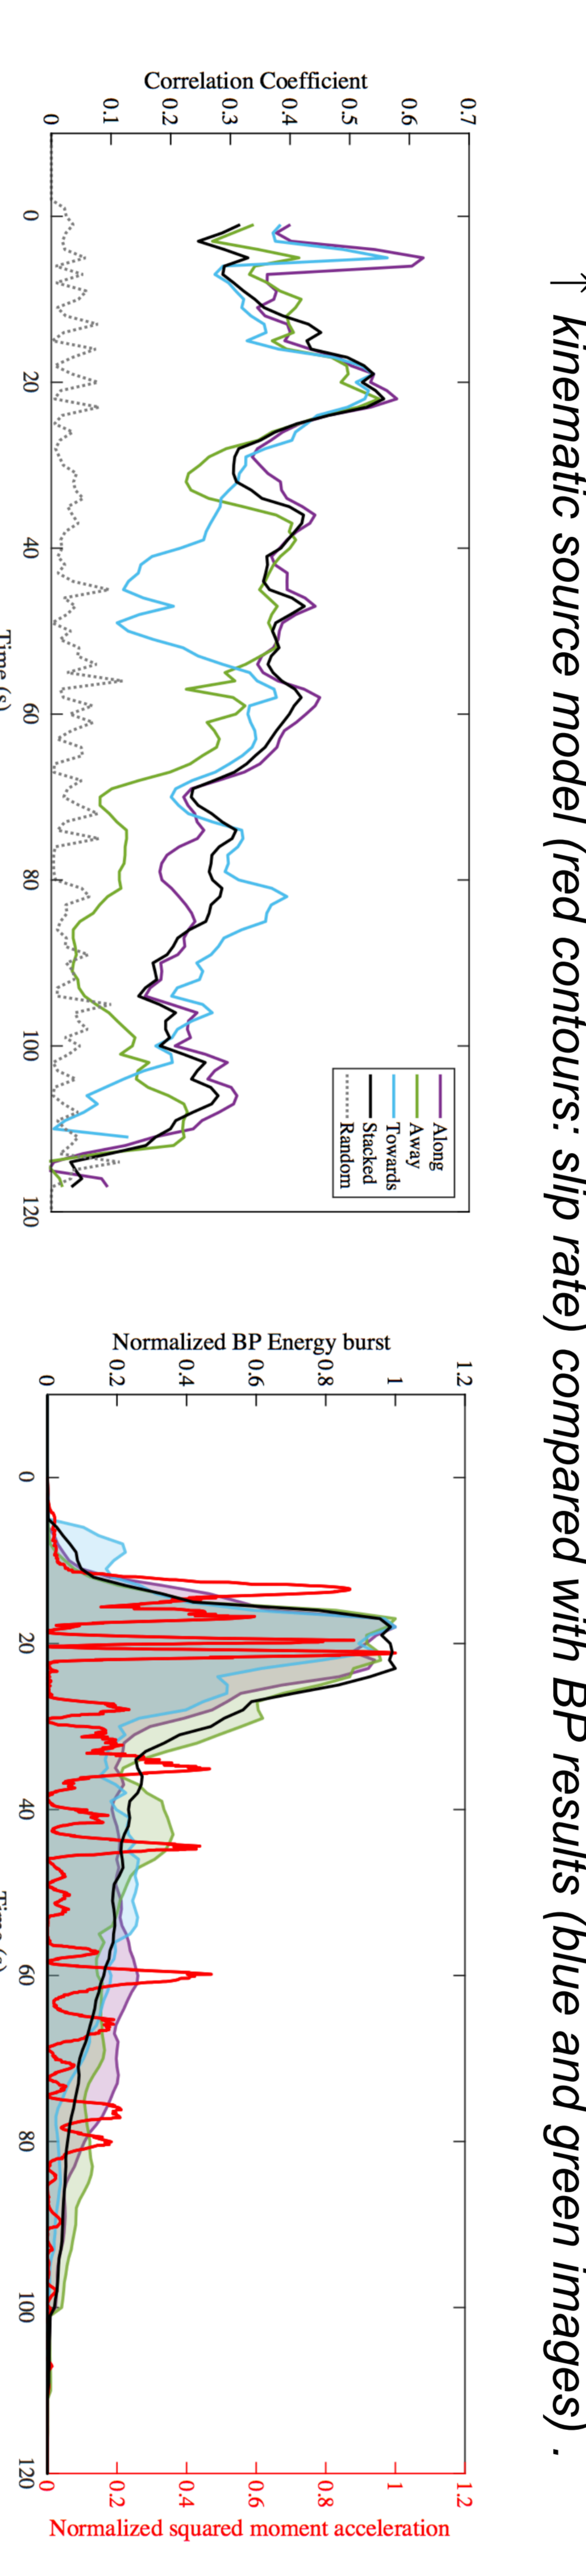 ↑ kinematic source model (red contours: slip rate) compared with BP results (blue and green images) .
Correlation Coefficient
0.7
0.6
0.5
0.4
0.3
0.2
0.1
0
0 20 40 60 80 100 120
Time (s)
Along
Away
Towards
Stacked
Random
Normalized BP Energy burst
1.2
1
0.8
0.6
0.4
0.2
0
0 20 40 60 80 100 120
Time (s)
1.2
1
0.8
0.6
0.4
0.2
0
Normalized squared moment acceleration